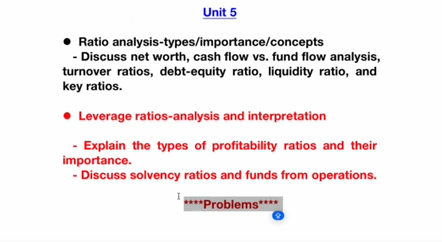 Unit 5
● Ratio analysis-types/importance/concepts
- Discuss net worth, cash flow vs. fund flow analysis,
turnover ratios, debt-equity ratio, liquidity ratio, and
key ratios.
● Leverage ratios-analysis and interpretation
- Explain the types of profitability ratios and their
importance.
- Discuss solvency ratios and funds from operations.
****Problems****